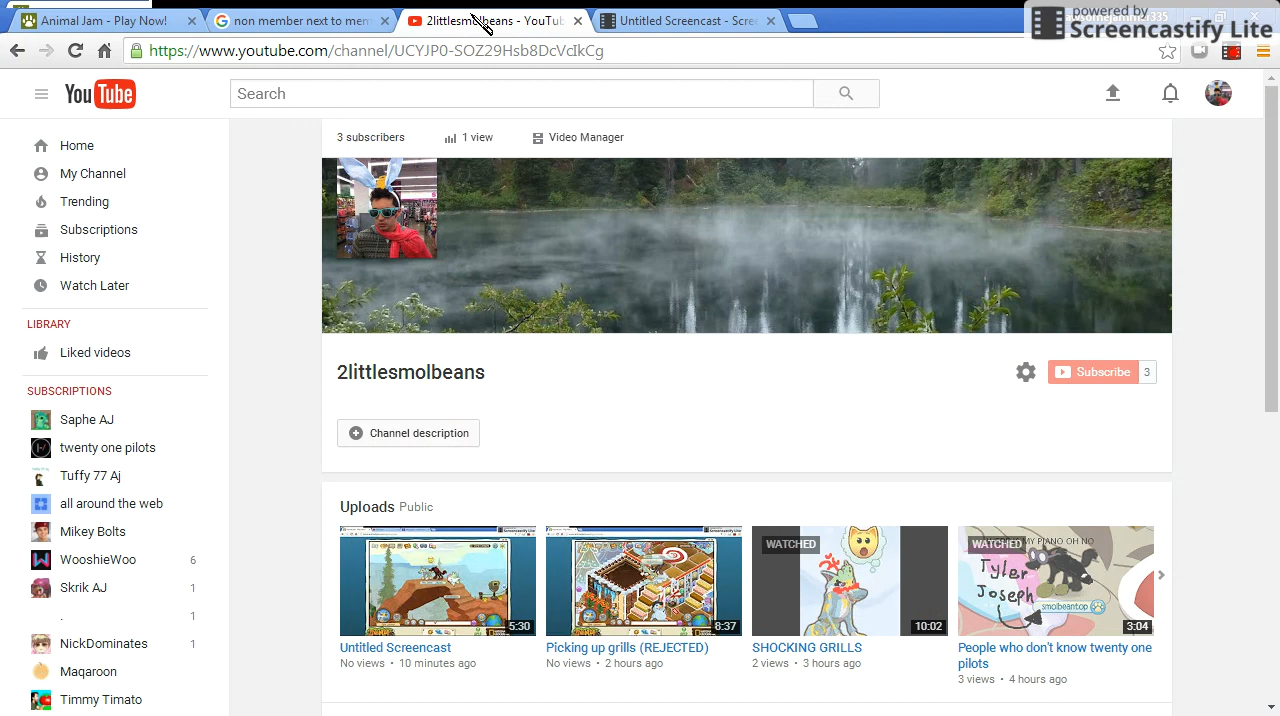 powered by
Screencastify Lite
Animal Jam - Play Now!
non member next
2littlesmolbeans - YouTu
Untitled Screencast - Scre
https://www.youtube.com/channel/UCYJP0-SOZ29Hsb8DcVcIkCg
YouTube
Search
Home
My Channel
Trending
Subscriptions
History
Watch Later
LIBRARY
Liked videos
SUBSCRIPTIONS
Saphe AJ
twenty one pilots
Tuffy 77 Aj
all around the web
Mikey Bolts
WooshieWoo 6
Skrik AJ 1
. 1
NickDominates 1
Maqaroon
Timmy Timato
3 subscribers 1 view Video Manager
2littlesmolbeans
Subscribe 3
Channel description
Uploads Public
5:30
8:37
WATCHED
10:02
WATCHED
MY PIANO OH NO
Tyler
Joseph
smolbeantop
3:04
Untitled Screencast
No views • 10 minutes ago
Picking up grills (REJECTED)
No views • 2 hours ago
SHOCKING GRILLS
2 views • 3 hours ago
People who don't know twenty one
pilots
3 views • 4 hours ago